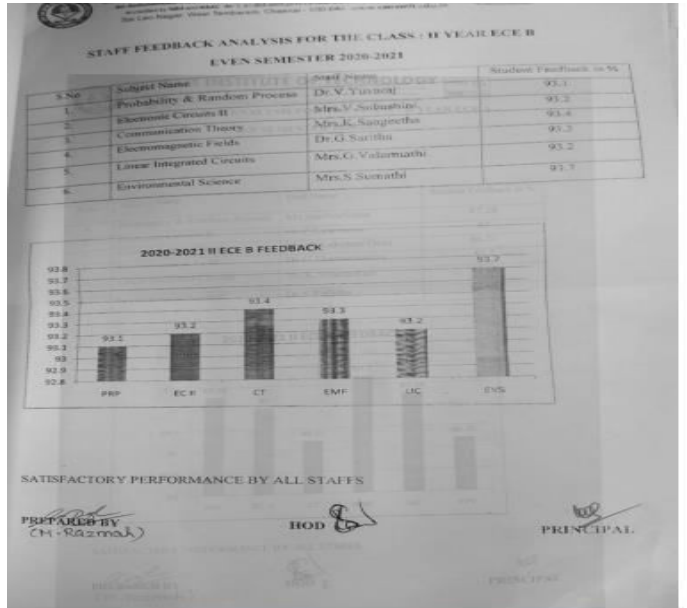 STAFF FEEDBACK ANALYSIS FOR THE CLASS : II YEAR ECE B
EVEN SEMESTER 2020-2021
S.No Subject Name Staff Name Student Feedback in %
1. Probability & Random Process Dr.V.Yuvaraj 93.1
2. Electronic Circuits II 93.2
3. Communication Theory Mrs.K.Sangeetha 93.4
4. Electromagnetic Fields Dr.G.Saritha 93.3
5. Linear Integrated Circuits Mrs.G.Valarmathi 93.2
6. Environmental Science Mrs.S.Sumathi 93.7
2020-2021 II ECE B FEEDBACK
93.8
93.7
93.6
93.5
93.4
93.3
93.2
93.1
93
92.9
92.8
93.1 93.2 93.4 93.3 93.2 93.7
PRP EC II CT EMF LIC EVS
SATISFACTORY PERFORMANCE BY ALL STAFFS
PREPARED BY HOD PRINCIPAL
(M. Razmah)